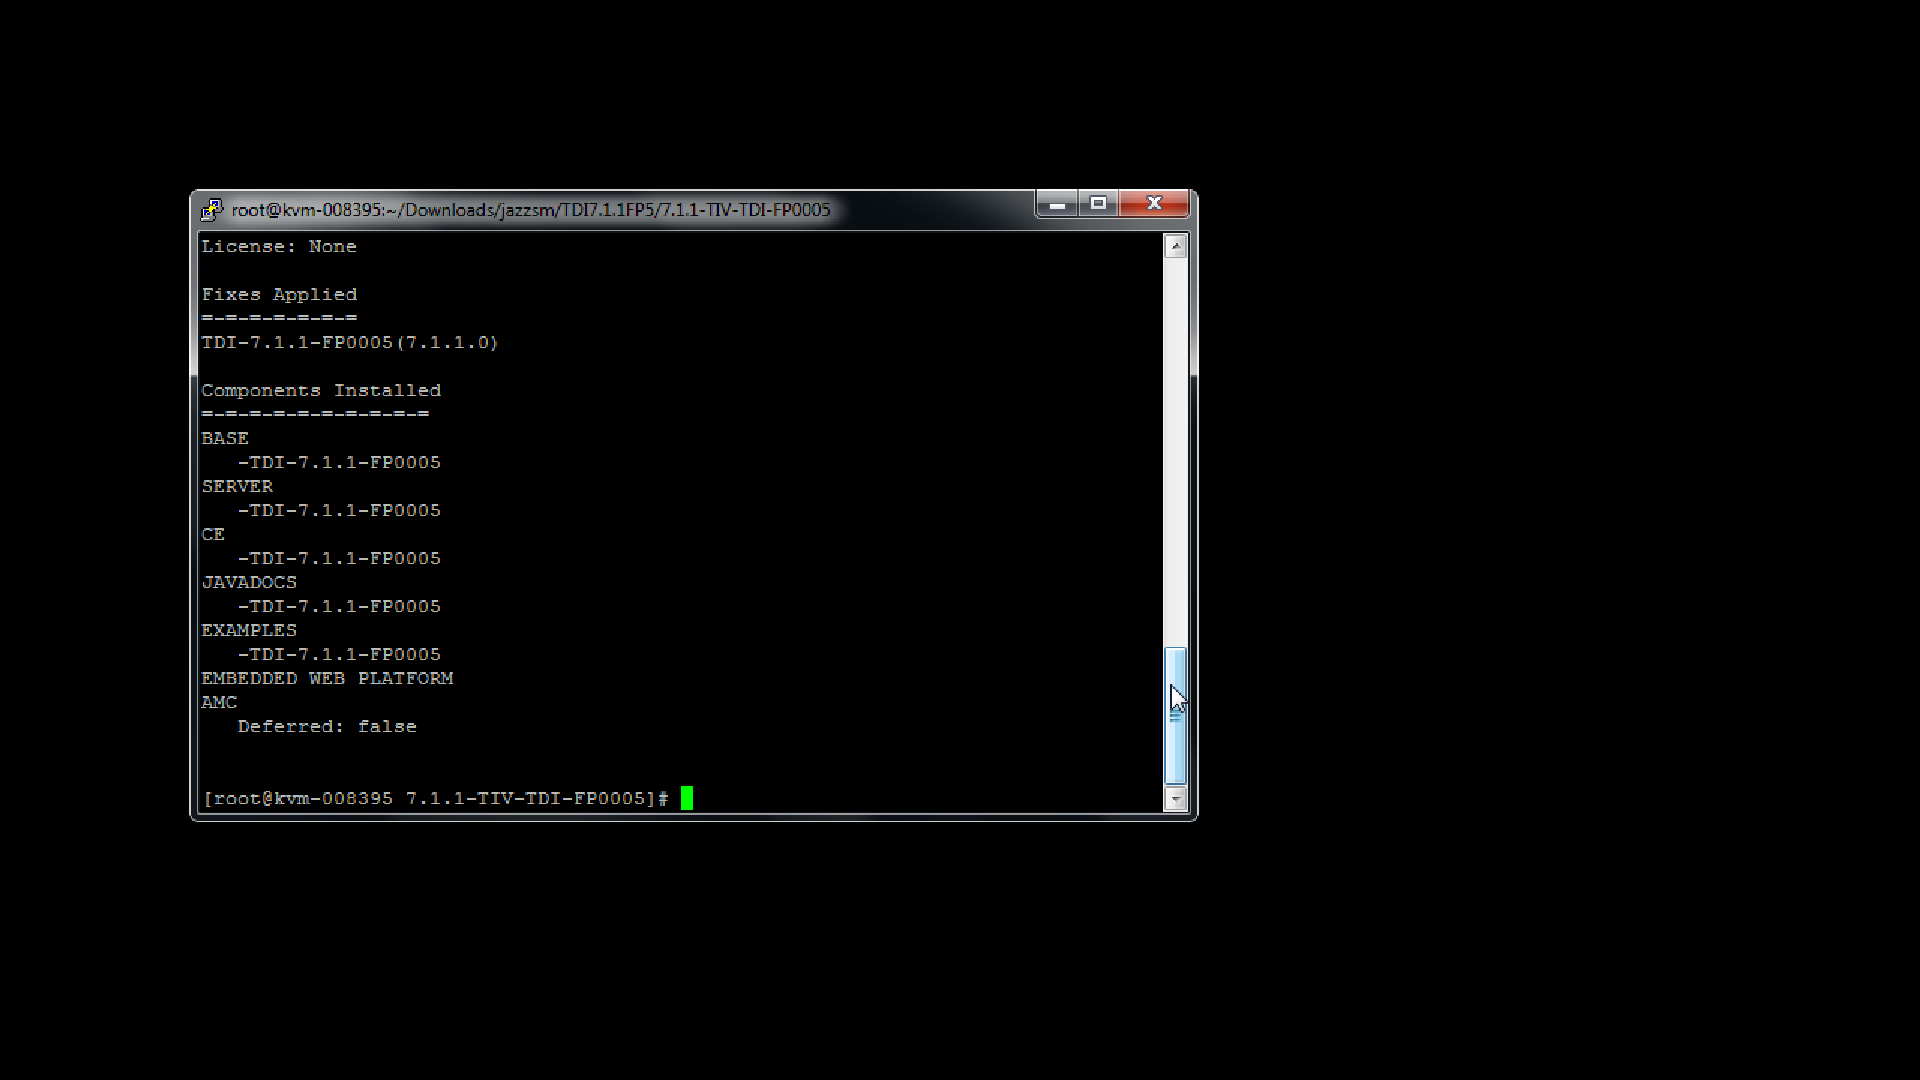 root@kvm-008395:~/Downloads/jazzsm/TDI7.1.1FP5/7.1.1-TIV-TDI-FP0005
License: None
Fixes Applied
=-=-=-=-=-=-=
TDI-7.1.1-FP0005(7.1.1.0)
Components Installed
=-=-=-=-=-=-=-=-=-=
BASE
-TDI-7.1.1-FP0005
SERVER
-TDI-7.1.1-FP0005
CE
-TDI-7.1.1-FP0005
JAVADOCS
-TDI-7.1.1-FP0005
EXAMPLES
-TDI-7.1.1-FP0005
EMBEDDED WEB PLATFORM
AMC
Deferred: false
[root@kvm-008395 7.1.1-TIV-TDI-FP0005]#